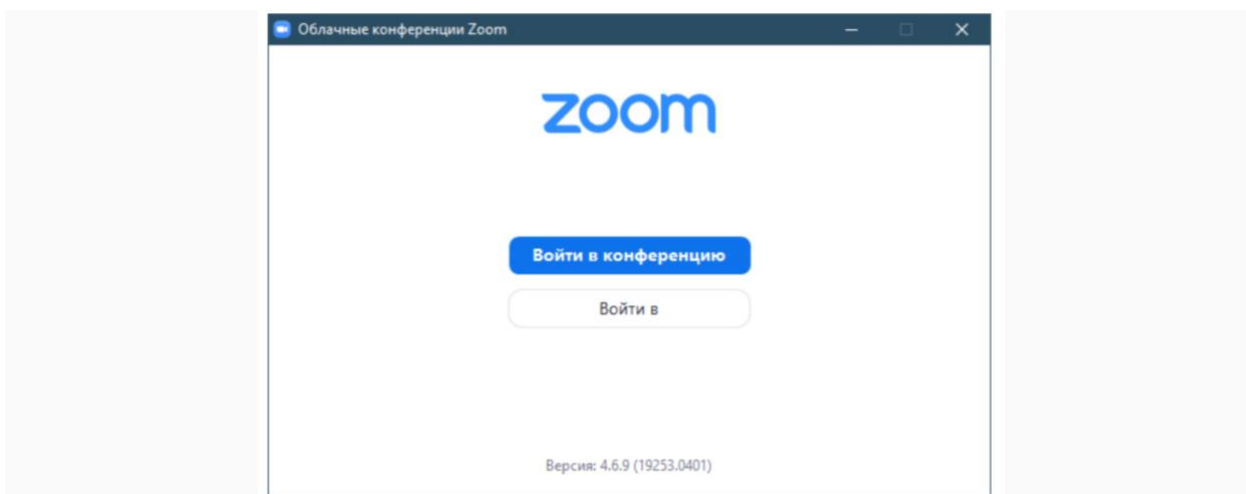 Облачные конференции Zoom
zoom
Войти в конференцию
Войти в
Версия: 4.6.9 (19253.0401)